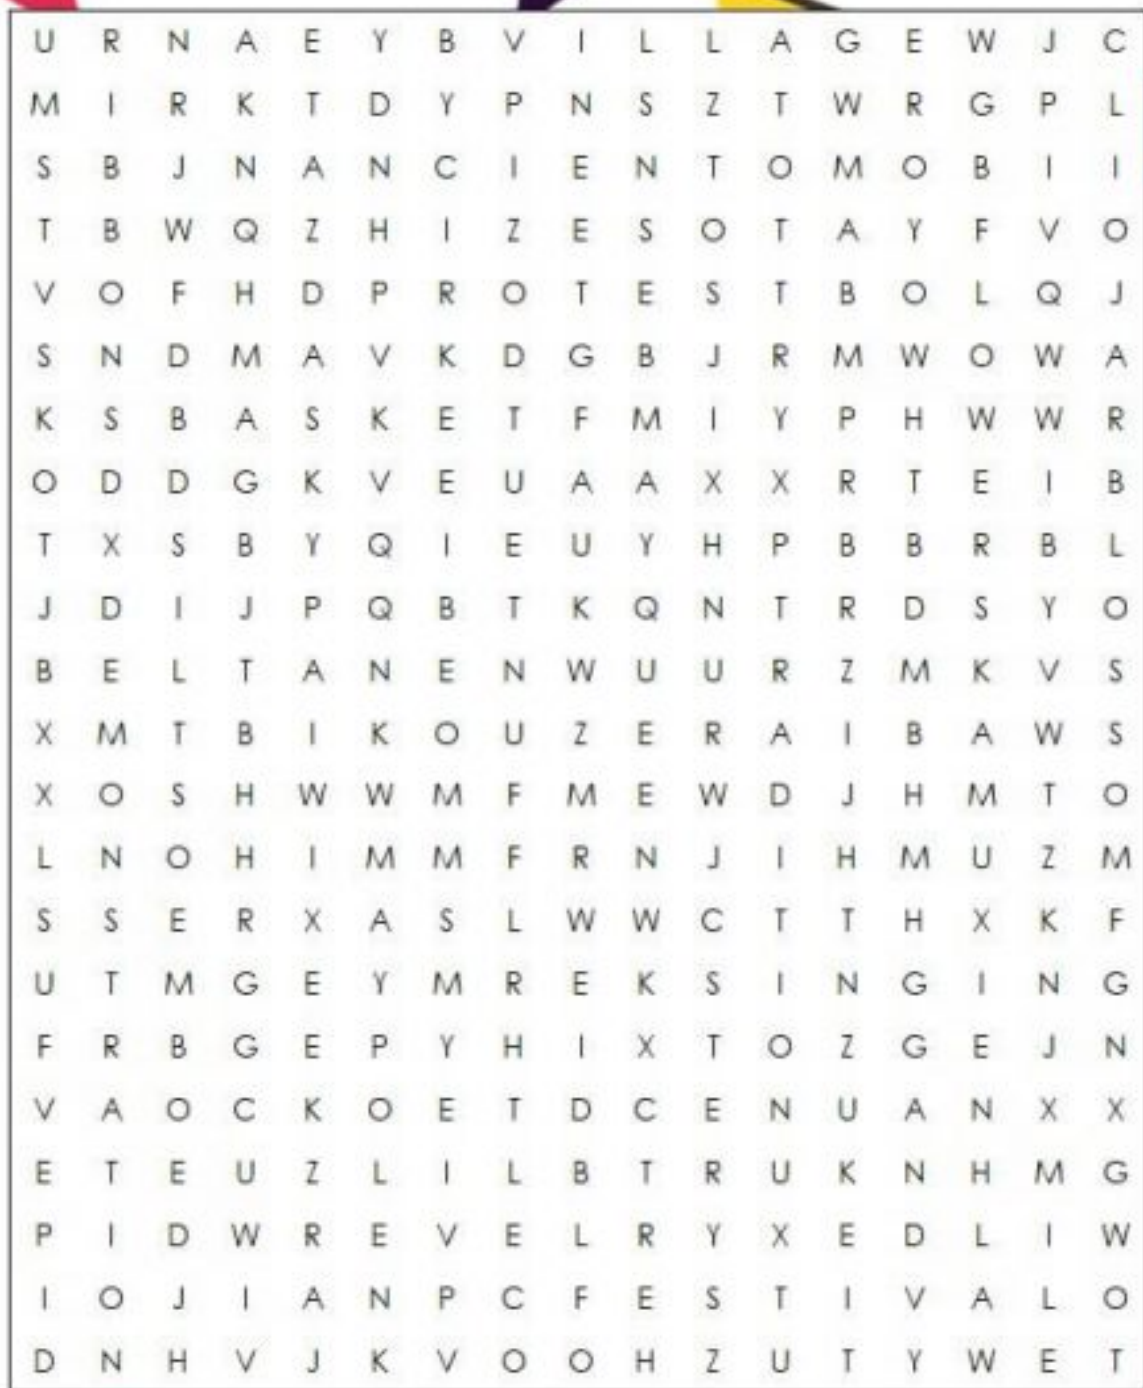 U R N A E Y B V I L L A G E W J C
M I R K T D Y P N S Z T W R G P L
S B J N A N C I E N T O M O B I I
T B W Q Z H I Z E S O T A Y F V O
V O F H D P R O T E S T B O L Q J
S N D M A V K D G B J R M W O W A
K S B A S K E T F M I Y P H W W R
O D D G K V E U A A X X R T E I B
T X S B Y Q I E U Y H P B B R B L
J D I J P Q B T K Q N T R D S Y O
B E L T A N E N W U U R Z M K V S
X M T B I K O U Z E R A I B A W S
X O S H W W M F M E W D J H M T O
L N O H I M M F R N J I H M U Z M
S S E R X A S L W W C T T H X K F
U T M G E Y M R E K S I N G I N G
F R B G E P Y H I X T O Z G E J N
V A O C K O E T D C E N U A N X X
E T E U Z L I L B T R U K N H M G
P I D W R E V E L R Y X E D L I W
I O J I A N P C F E S T I V A L O
D N H V J K V O O H Z U T Y W E T